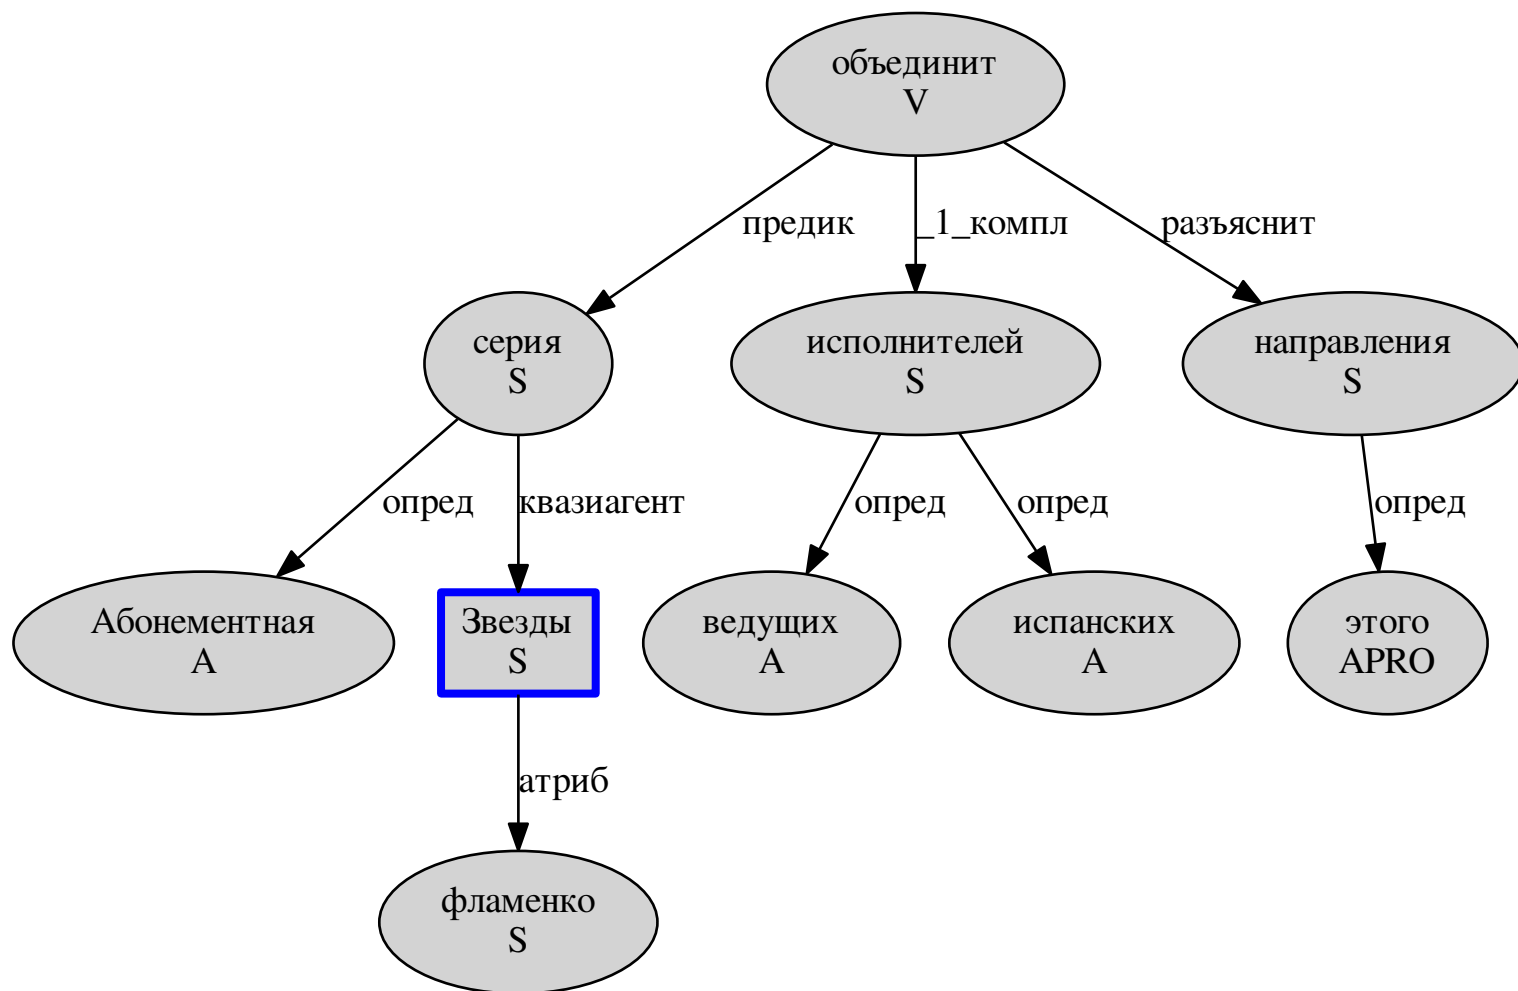 объединит
V
предик
_1_компл
разъяснит
серия
S
исполнителей
S
направления
S
опред
квазиагент
опред
опред
опред
Абонементная
A
Звезды
S
ведущих
A
испанских
A
этого
APRO
атриб
фламенко
S